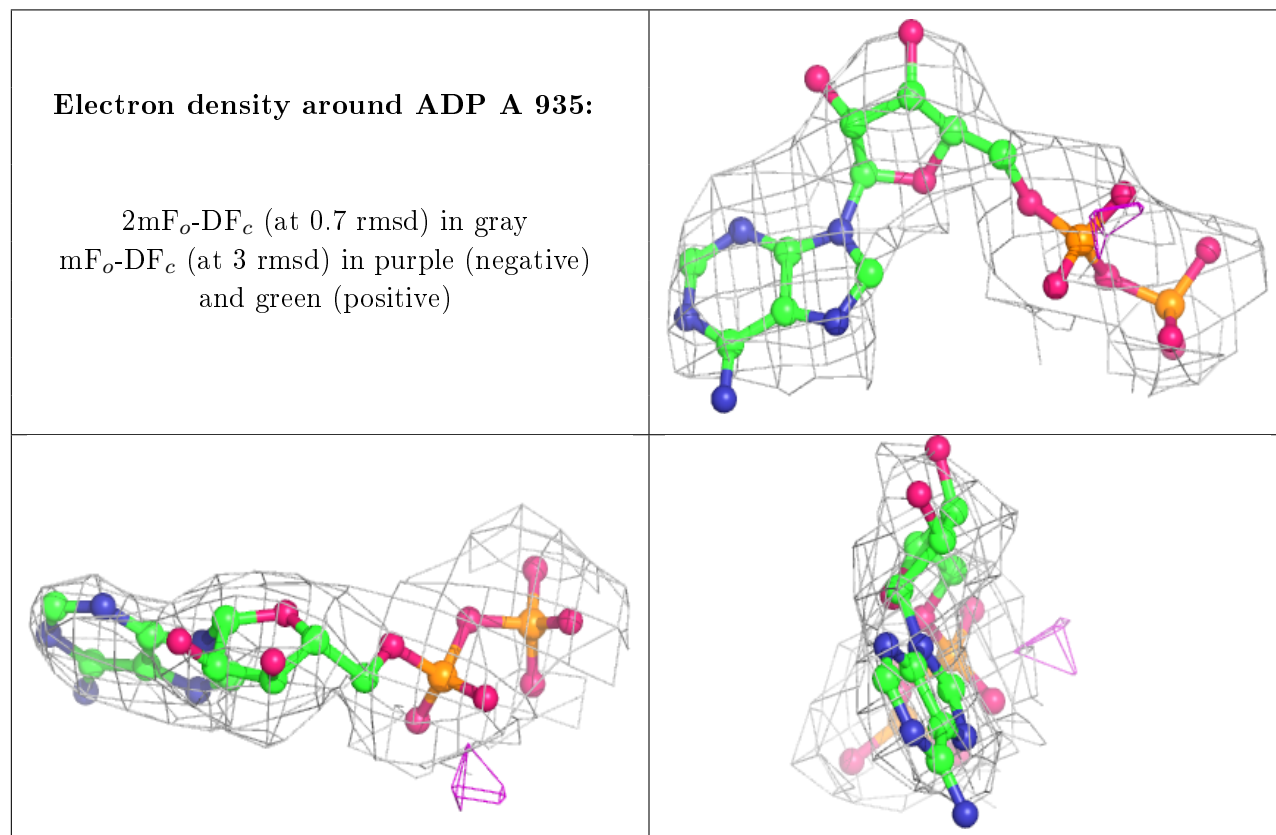 Electron density around ADP A 935:
2mFₒ-DF𝒸 (at 0.7 rmsd) in gray
mFₒ-DF𝒸 (at 3 rmsd) in purple (negative)
and green (positive)